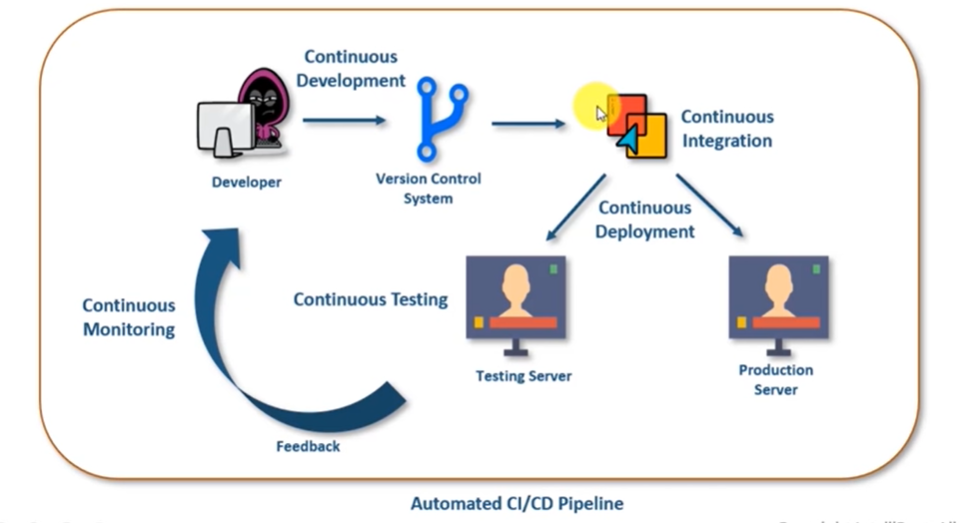 Continuous
Development
Continuous
Integration
Developer
Version Control
System
Continuous
Deployment
Continuous
Monitoring
Continuous Testing
Testing Server
Production
Server
Feedback
Automated CI/CD Pipeline